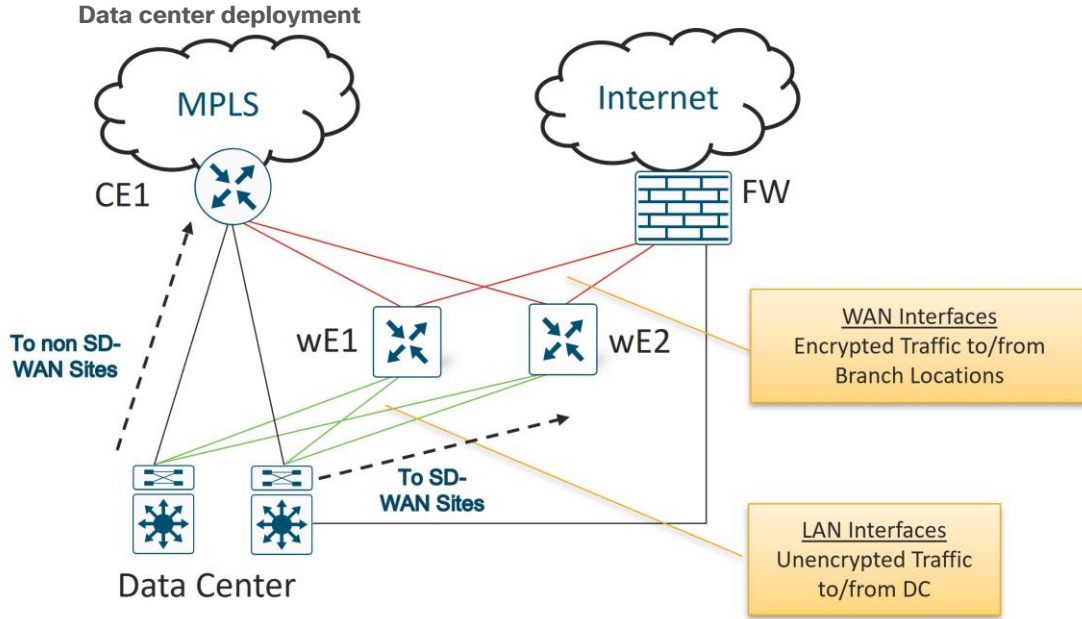 Data center deployment
MPLS
Internet
CE1
FW
wE1
wE2
To non SD-
WAN Sites
WAN Interfaces
Encrypted Traffic to/from
Branch Locations
To SD-
WAN Sites
LAN Interfaces
Unencrypted Traffic
to/from DC
Data Center